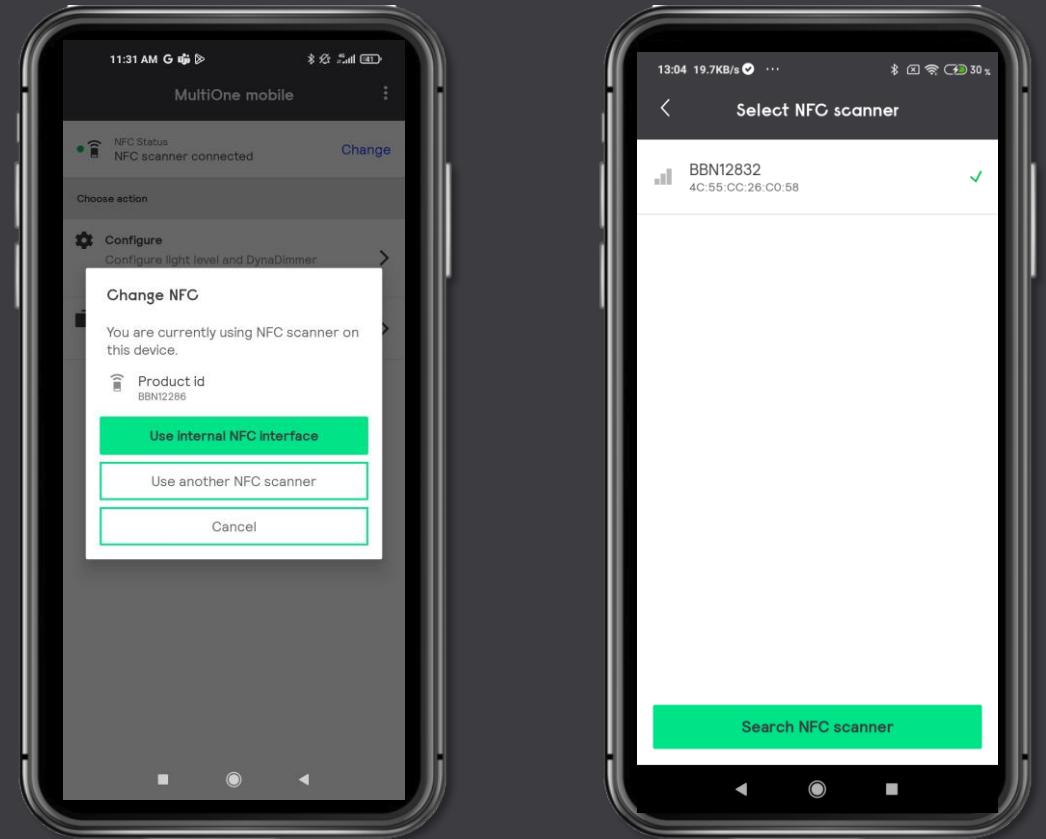 11:31 AM G
41
MultiOne mobile
NFC Status
NFC scanner connected
Change
Choose action
Configure
Configure light level and DynaDimmer
Change NFC
You are currently using NFC scanner on
this device.
Product id
BBN12286
Use internal NFC interface
Use another NFC scanner
Cancel
13:04 19.7KB/s ···
30 %
Select NFC scanner
BBN12832
4C:55:CC:26:C0:58
Search NFC scanner